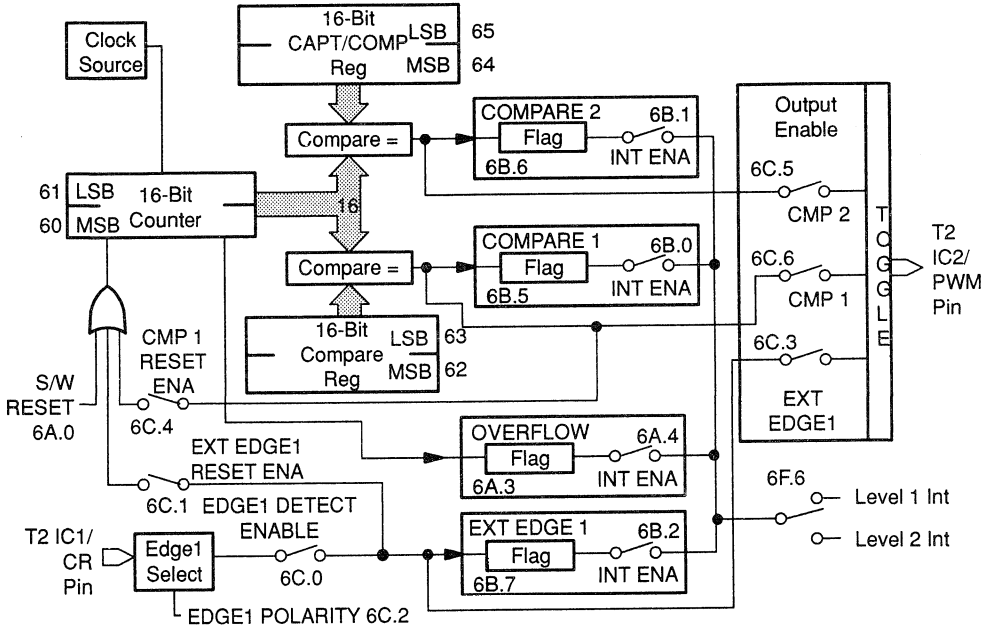 Clock
Source
16-Bit
CAPT/COMP
Reg
LSB
MSB
65
64
Compare =
COMPARE 2
Flag
6B.6
6B.1
INT ENA
Output
Enable
6C.5
CMP 2
6C.6
CMP 1
6C.3
EXT
EDGE1
TOGGLE
T2
IC2/
PWM
Pin
61
60
LSB
MSB
16-Bit
Counter
16
Compare =
COMPARE 1
Flag
6B.5
6B.0
INT ENA
16-Bit
Compare
Reg
LSB
MSB
63
62
CMP 1
RESET
ENA
6C.4
S/W
RESET
6A.0
OVERFLOW
Flag
6A.3
6A.4
INT ENA
EXT EDGE1
RESET ENA
6C.1
EDGE1 DETECT
ENABLE
6C.0
T2 IC1/
CR
Pin
Edge1
Select
EDGE1 POLARITY 6C.2
EXT EDGE 1
Flag
6B.7
6B.2
INT ENA
6F.6
Level 1 Int
Level 2 Int